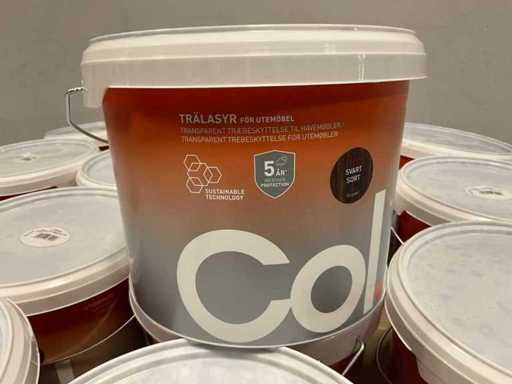 TRÄLASYR FÖR UTEMÖBEL
TRANSPARENT TRÆBESKYTTELSE TIL HAVEMØBLER /
TRANSPARENT TREBESKYTTELSE FOR UTEMØBLER
SUSTAINABLE
TECHNOLOGY
5
ÅR*
WEATHER
PROTECTION
SVART
SORT
Col